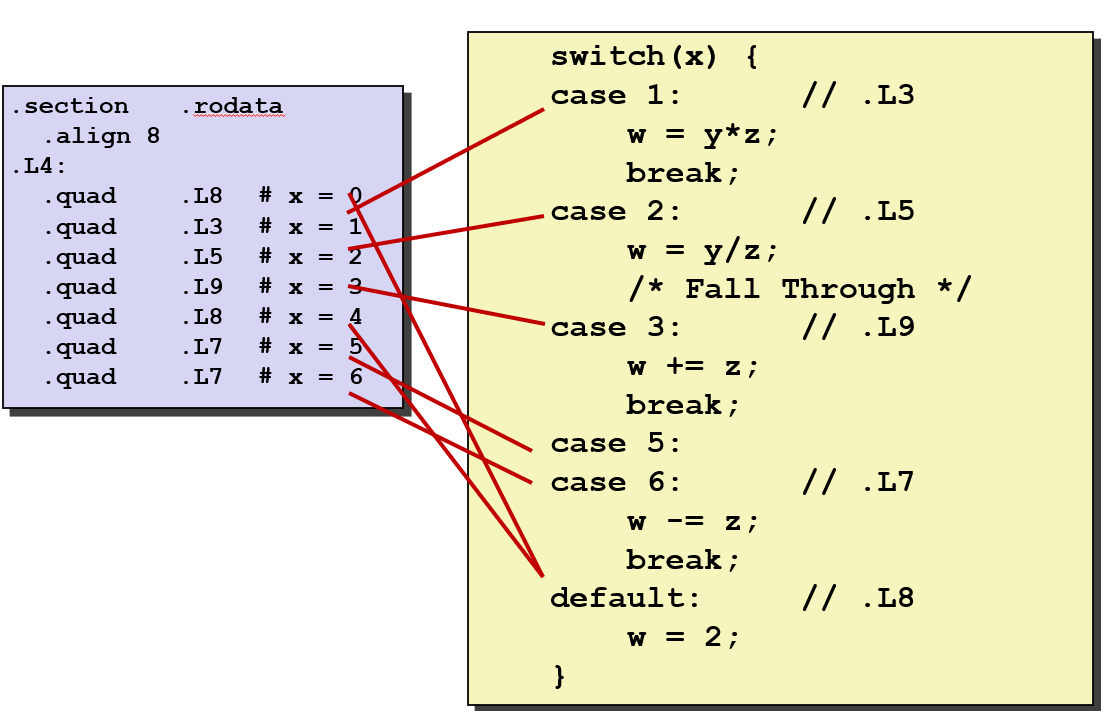 .section .rodata
.align 8
.L4:
.quad .L8 # x = 0
.quad .L3 # x = 1
.quad .L5 # x = 2
.quad .L9 # x = 3
.quad .L8 # x = 4
.quad .L7 # x = 5
.quad .L7 # x = 6
switch(x) {
case 1: // .L3
w = y*z;
break;
case 2: // .L5
w = y/z;
/* Fall Through */
case 3: // .L9
w += z;
break;
case 5:
case 6: // .L7
w -= z;
break;
default: // .L8
w = 2;
}